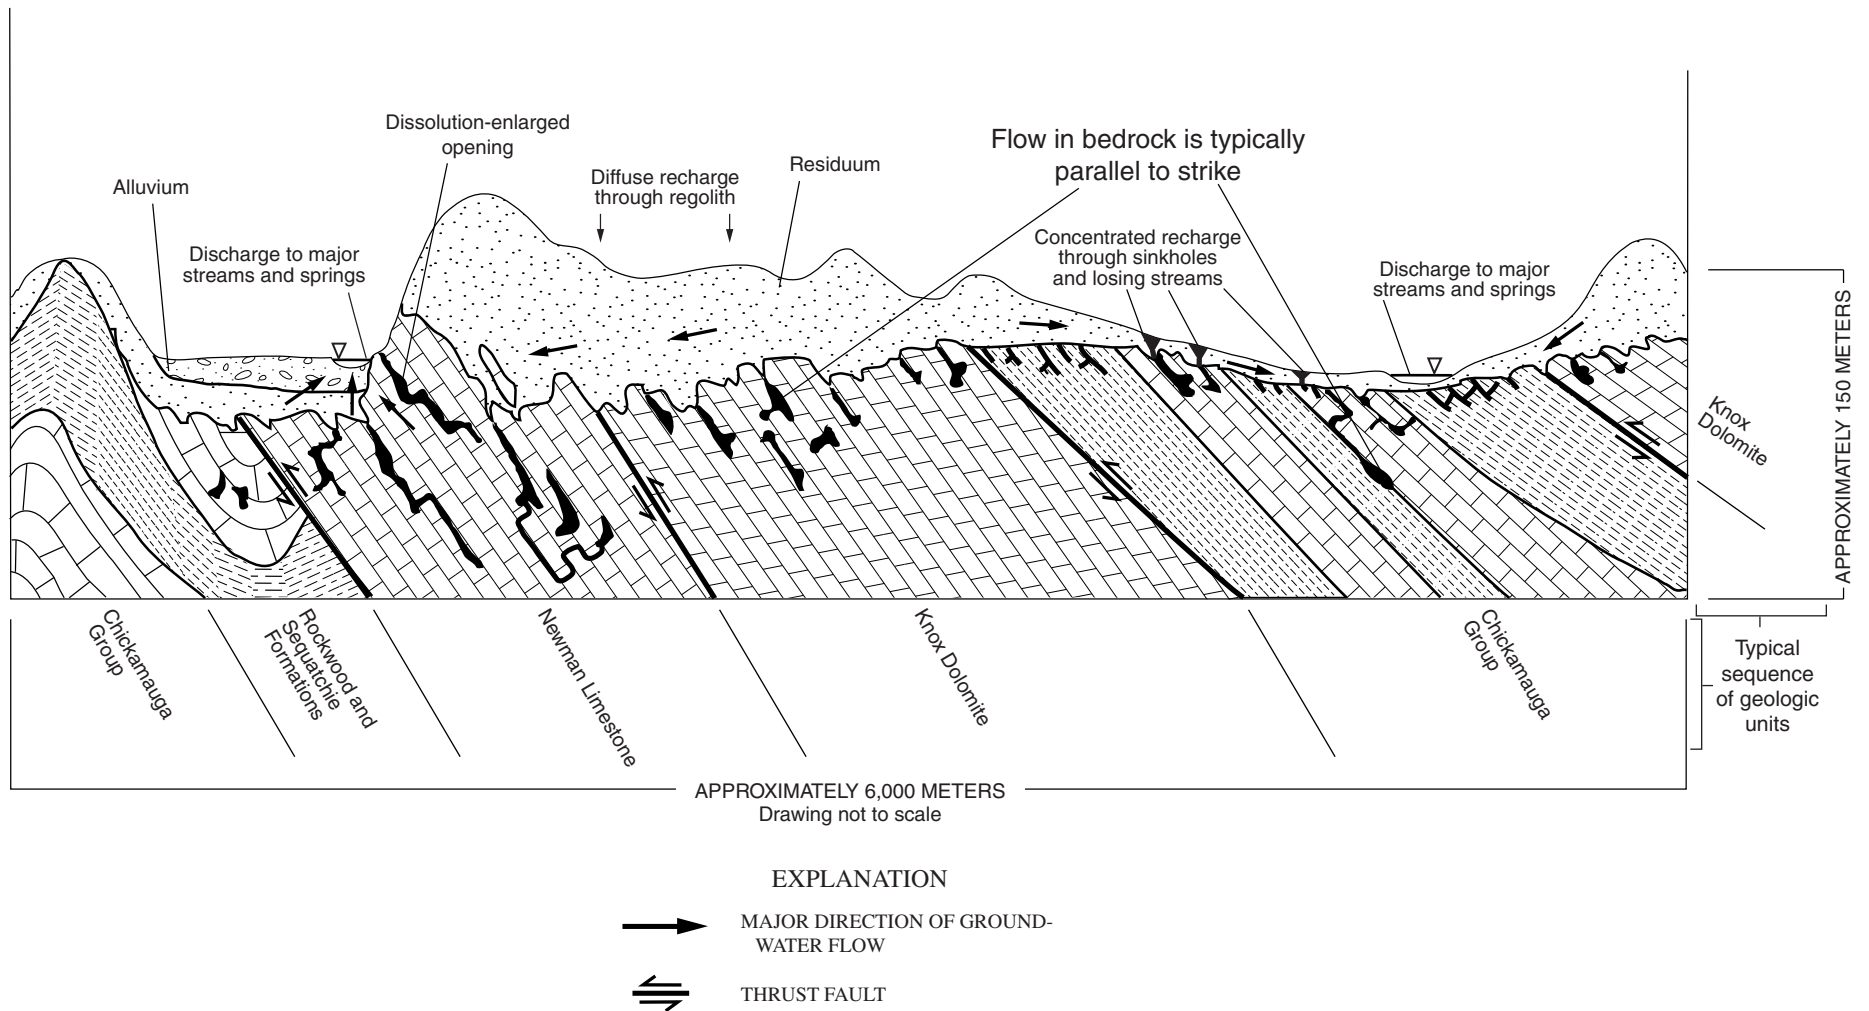 Dissolution-enlarged
opening
Flow in bedrock is typically
parallel to strike
Alluvium
Diffuse recharge
through regolith
Residuum
Discharge to major
streams and springs
Concentrated recharge
through sinkholes
and losing streams
Discharge to major
streams and springs
Knox
Dolomite
APPROXIMATELY 150 METERS
Chickamauga
Group
Rockwood and
Sequatchie
Formations
Newman Limestone
Knox Dolomite
Chickamauga
Group
Typical
sequence
of geologic
units
APPROXIMATELY 6,000 METERS
Drawing not to scale
EXPLANATION
MAJOR DIRECTION OF GROUND-
WATER FLOW
THRUST FAULT